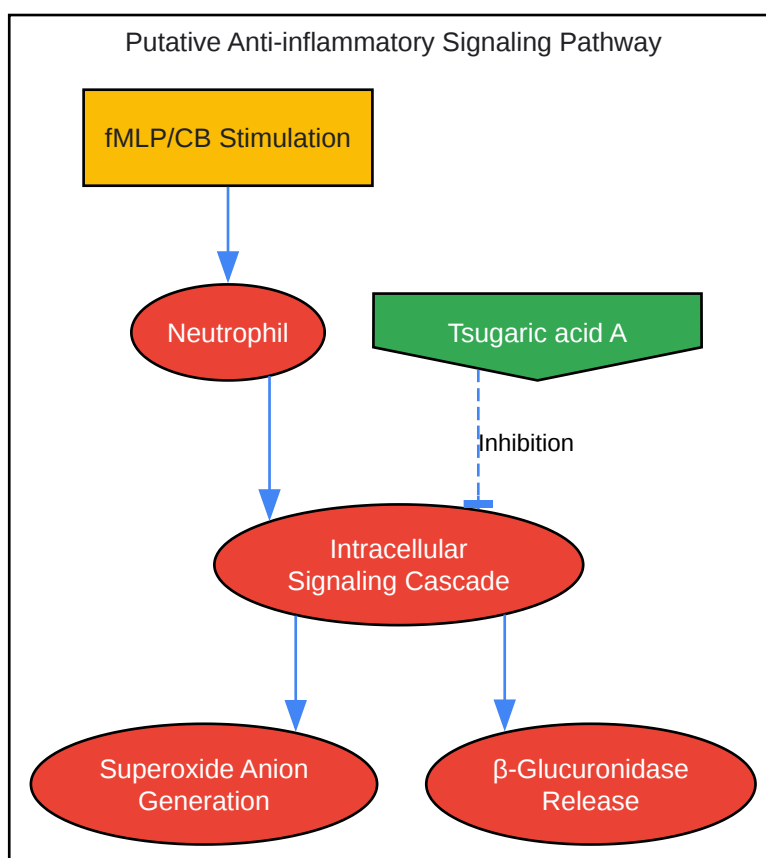 Putative Anti-inflammatory Signaling Pathway
fMLP/CB Stimulation
Neutrophil
Tsugaric acid A
Inhibition
Intracellular
Signaling Cascade
Superoxide Anion
Generation
β-Glucuronidase
Release